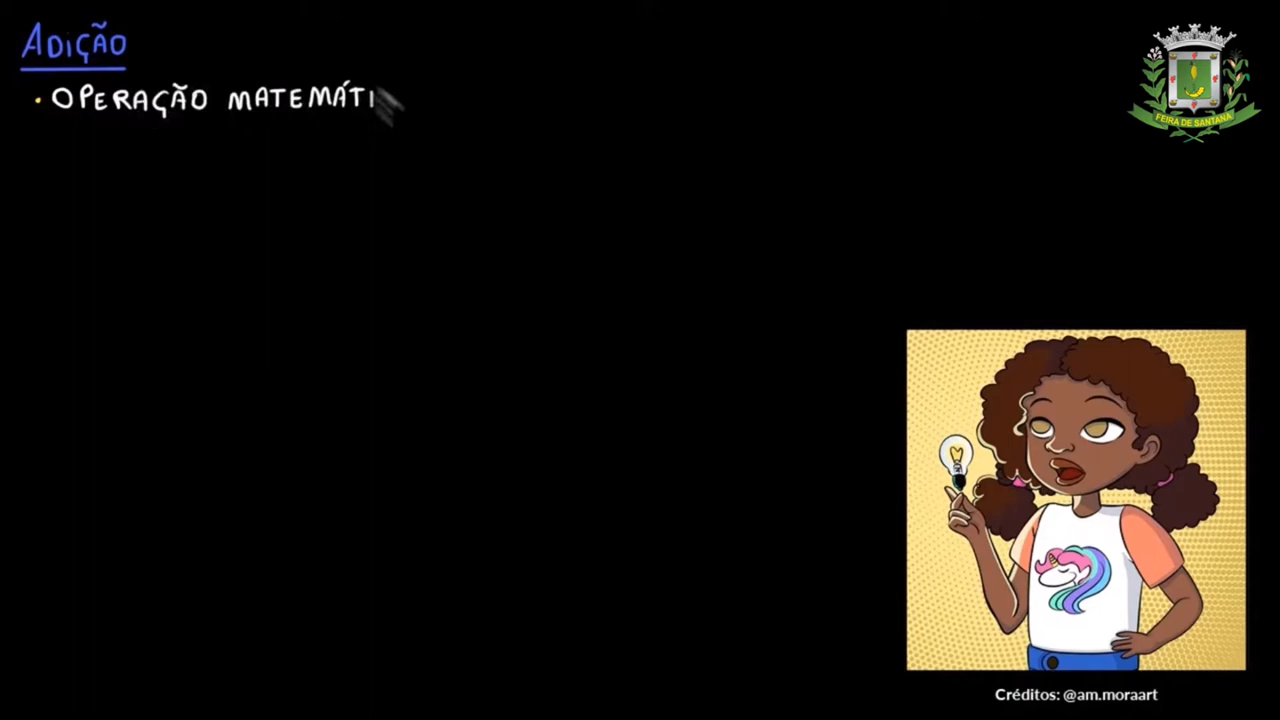 ADIÇÃO
• OPERAÇÃO MATEMÁTI
FEIRA DE SANTANA
Créditos: @am.moraart